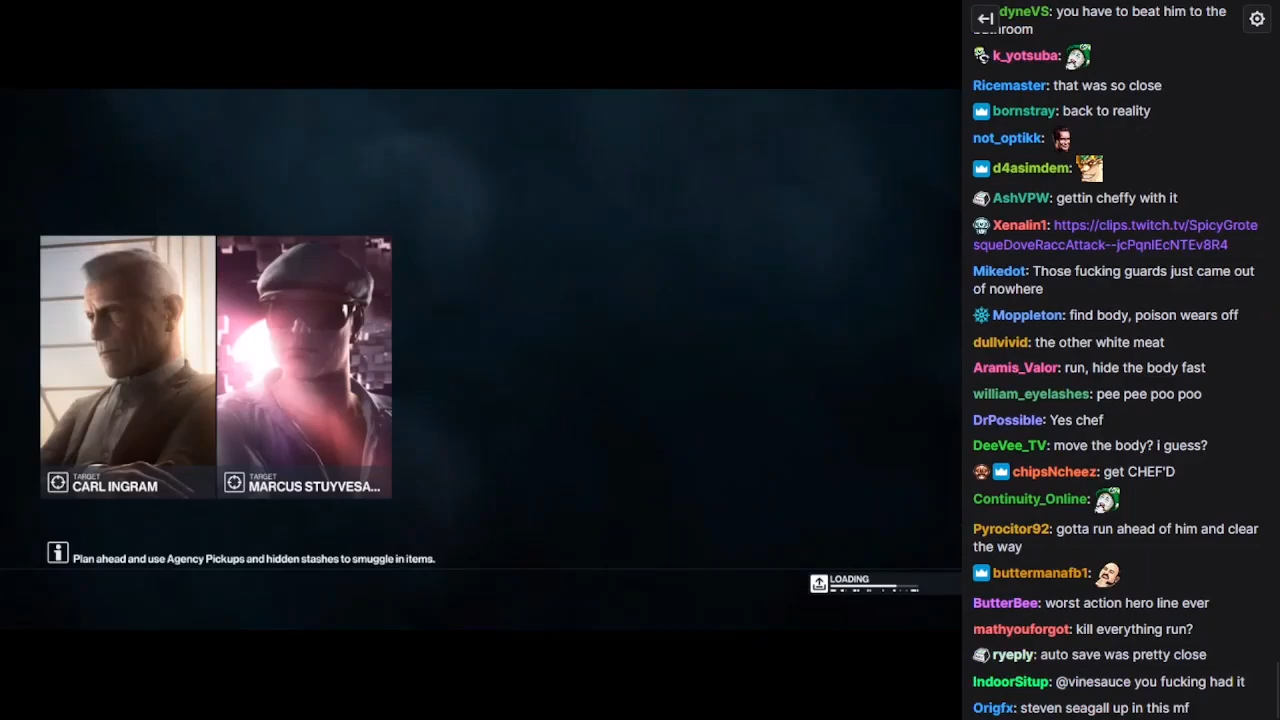 TARGET
CARL INGRAM
TARGET
MARCUS STUYVESA...
Plan ahead and use Agency Pickups and hidden stashes to smuggle in items.
LOADING
dyneVS: you have to beat him to the
throom
k_yotsuba:
Ricemaster: that was so close
bornstray: back to reality
not_optikk:
d4asimdem:
AshVPW: gettin cheffy with it
Xenalin1: https://clips.twitch.tv/SpicyGrote
squeDoveRaccAttack--jcPqnlEcNTEv8R4
Mikedot: Those fucking guards just came out
of nowhere
Moppleton: find body, poison wears off
dullvivid: the other white meat
Aramis_Valor: run, hide the body fast
william_eyelashes: pee pee poo poo
DrPossible: Yes chef
DeeVee_TV: move the body? i guess?
chipsNcheez: get CHEF'D
Continuity_Online:
Pyrocitor92: gotta run ahead of him and clear
the way
buttermanafb1:
ButterBee: worst action hero line ever
mathyouforgot: kill everything run?
ryeply: auto save was pretty close
IndoorSitup: @vinesauce you fucking had it
Origfx: steven seagall up in this mf